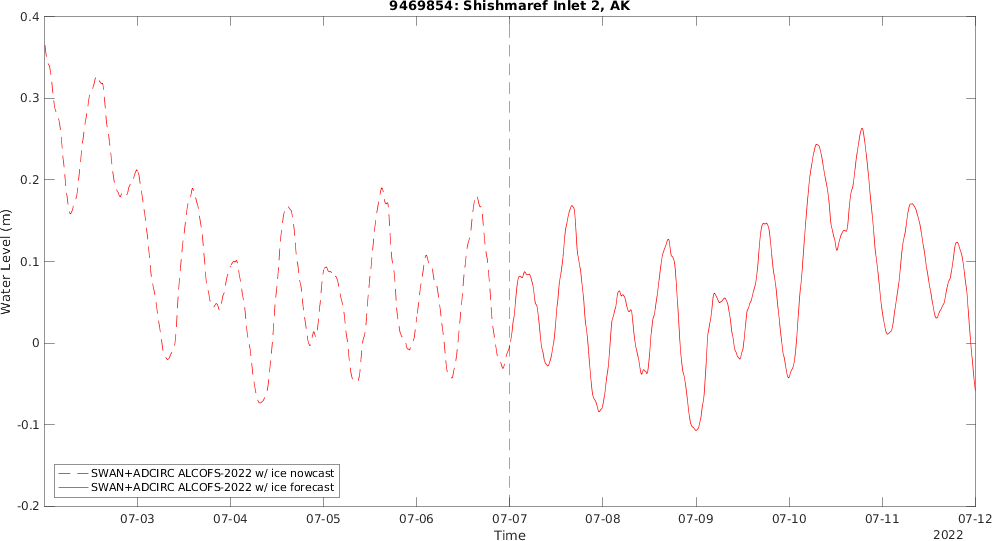 9469854: Shishmaref Inlet 2, AK
0.4
0.3
0.2
0.1
0
-0.1
-0.2
Water Level (m)
SWAN+ADCIRC ALCOFS-2022 w/ ice nowcast
SWAN+ADCIRC ALCOFS-2022 w/ ice forecast
07-03 07-04 07-05 07-06 07-07 07-08 07-09 07-10 07-11 07-12
Time
2022